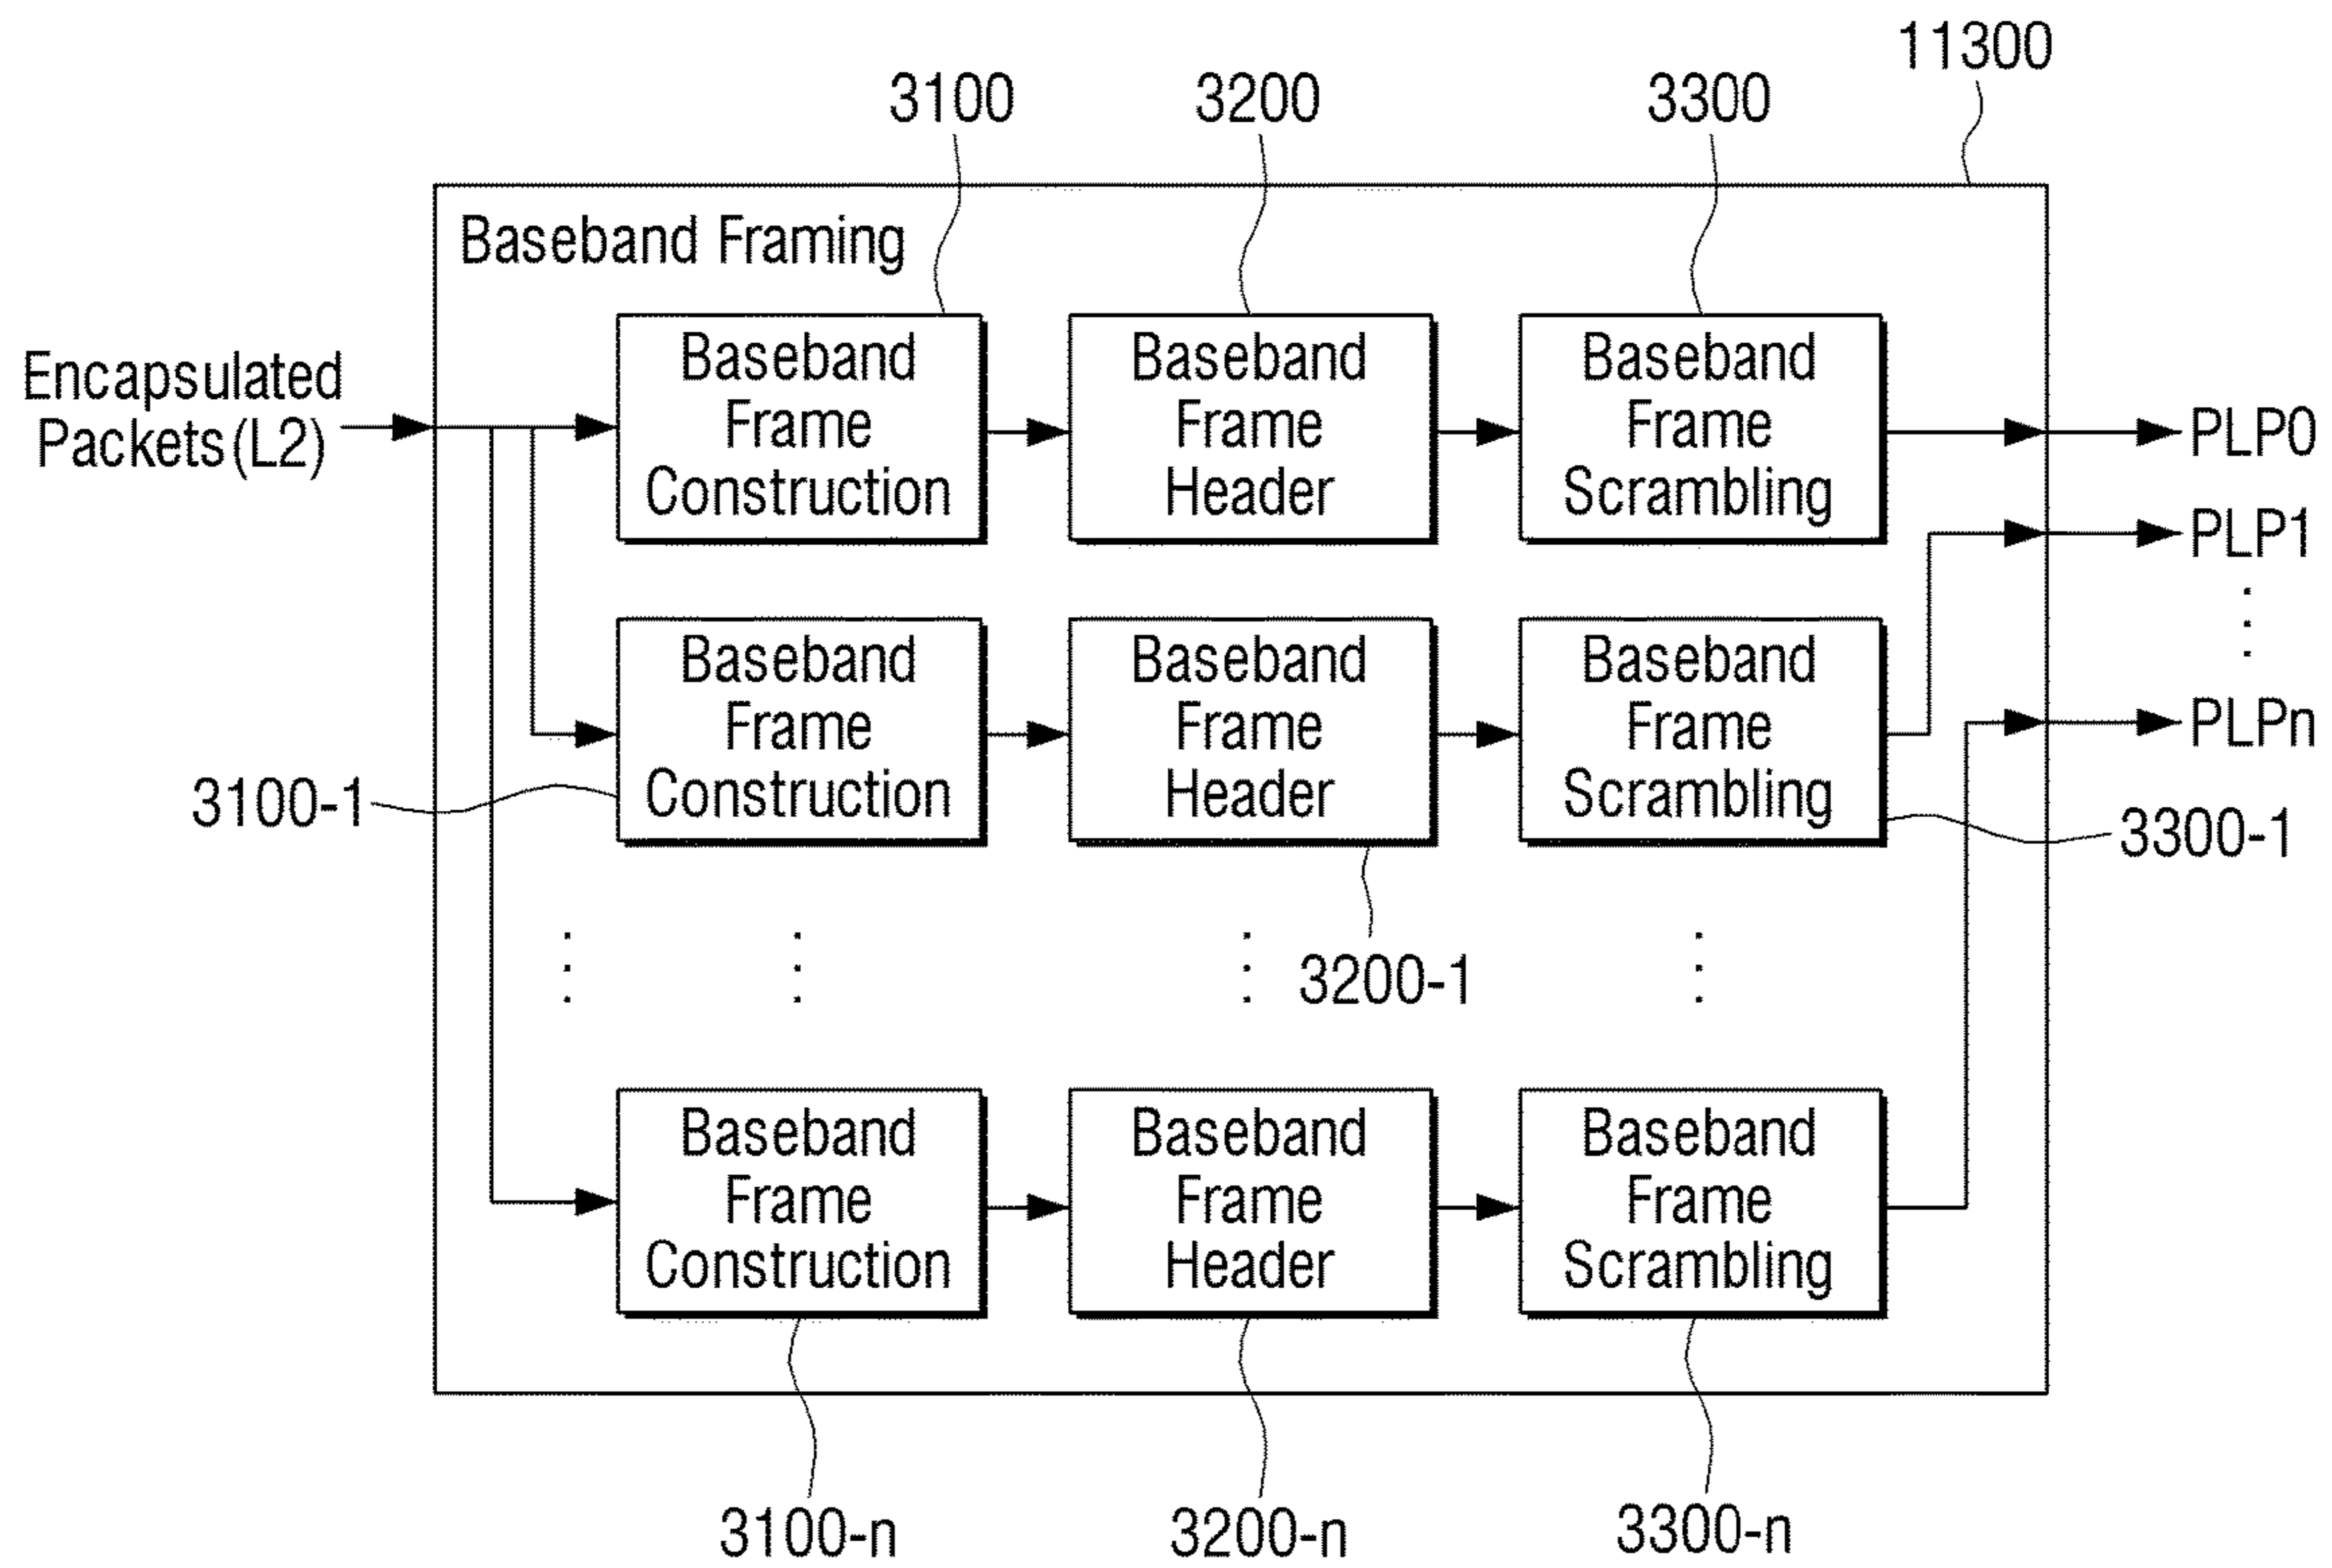 11300
3100
3200
3300
Baseband Framing
Encapsulated
Packets(L2)
Baseband
Frame
Construction
Baseband
Frame
Header
Baseband
Frame
Scrambling
PLP0
PLP1
PLPn
Baseband
Frame
Construction
Baseband
Frame
Header
Baseband
Frame
Scrambling
3100-1
3200-1
3300-1
Baseband
Frame
Construction
Baseband
Frame
Header
Baseband
Frame
Scrambling
3100-n
3200-n
3300-n